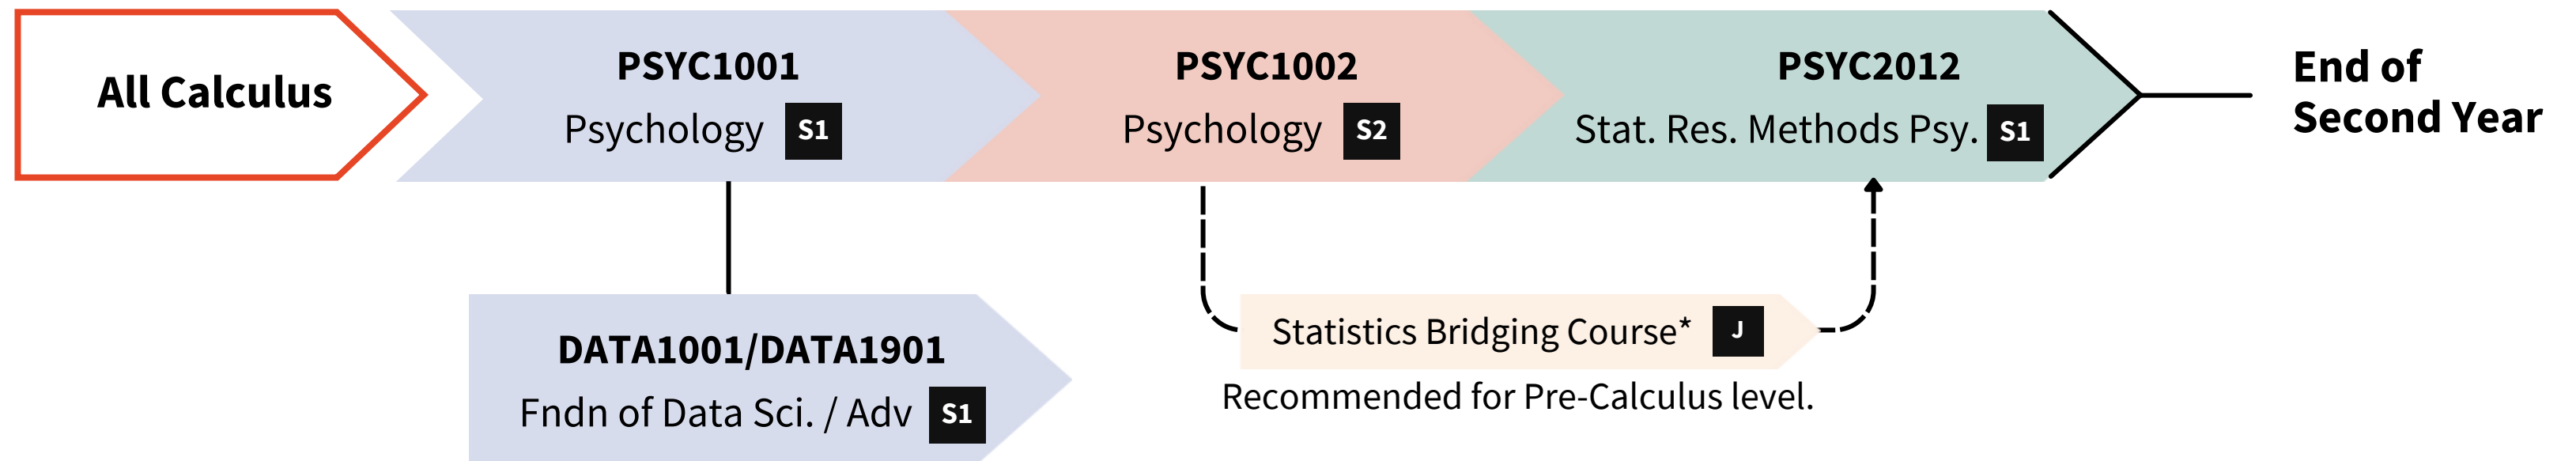 All Calculus
PSYC1001
Psychology S1
PSYC1002
Psychology S2
PSYC2012
Stat. Res. Methods Psy. S1
End of
Second Year
DATA1001/DATA1901
Fndn of Data Sci. / Adv S1
Statistics Bridging Course* J
Recommended for Pre-Calculus level.